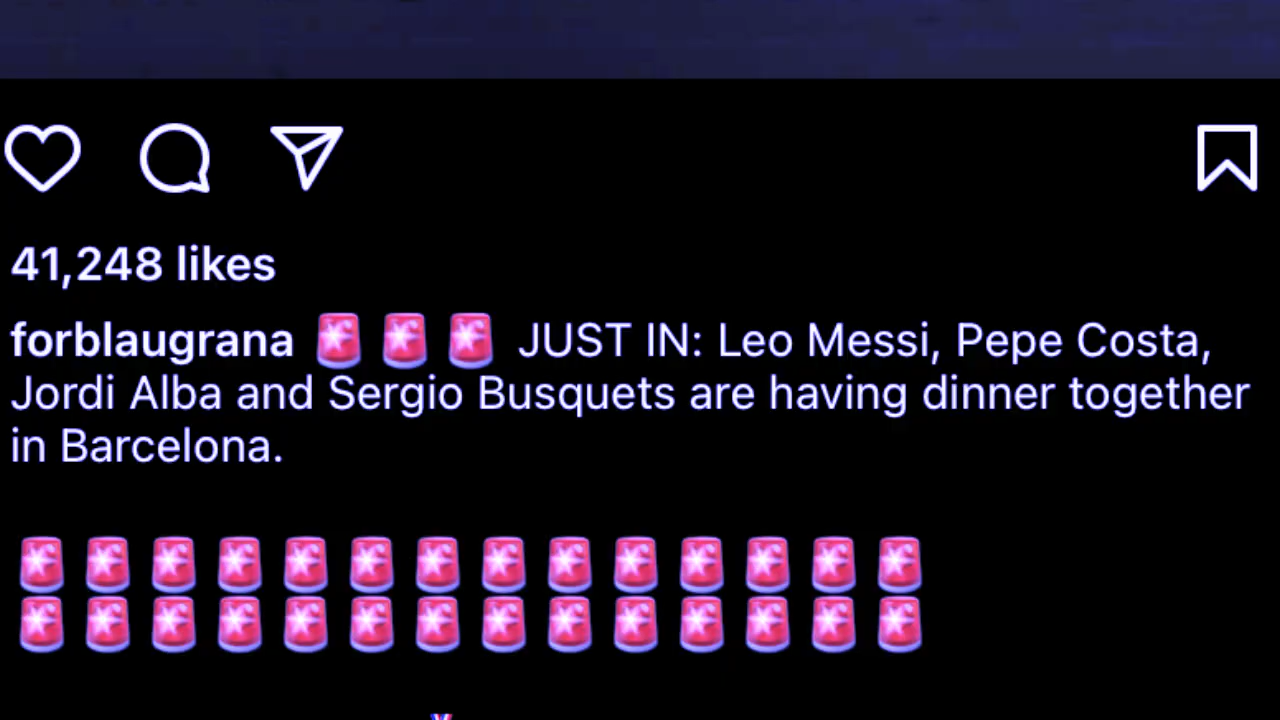 41,248 likes
forblaugrana 🚨 🚨 🚨 JUST IN: Leo Messi, Pepe Costa,
Jordi Alba and Sergio Busquets are having dinner together
in Barcelona.
🚨 🚨 🚨 🚨 🚨 🚨 🚨 🚨 🚨 🚨 🚨 🚨 🚨 🚨
🚨 🚨 🚨 🚨 🚨 🚨 🚨 🚨 🚨 🚨 🚨 🚨 🚨 🚨